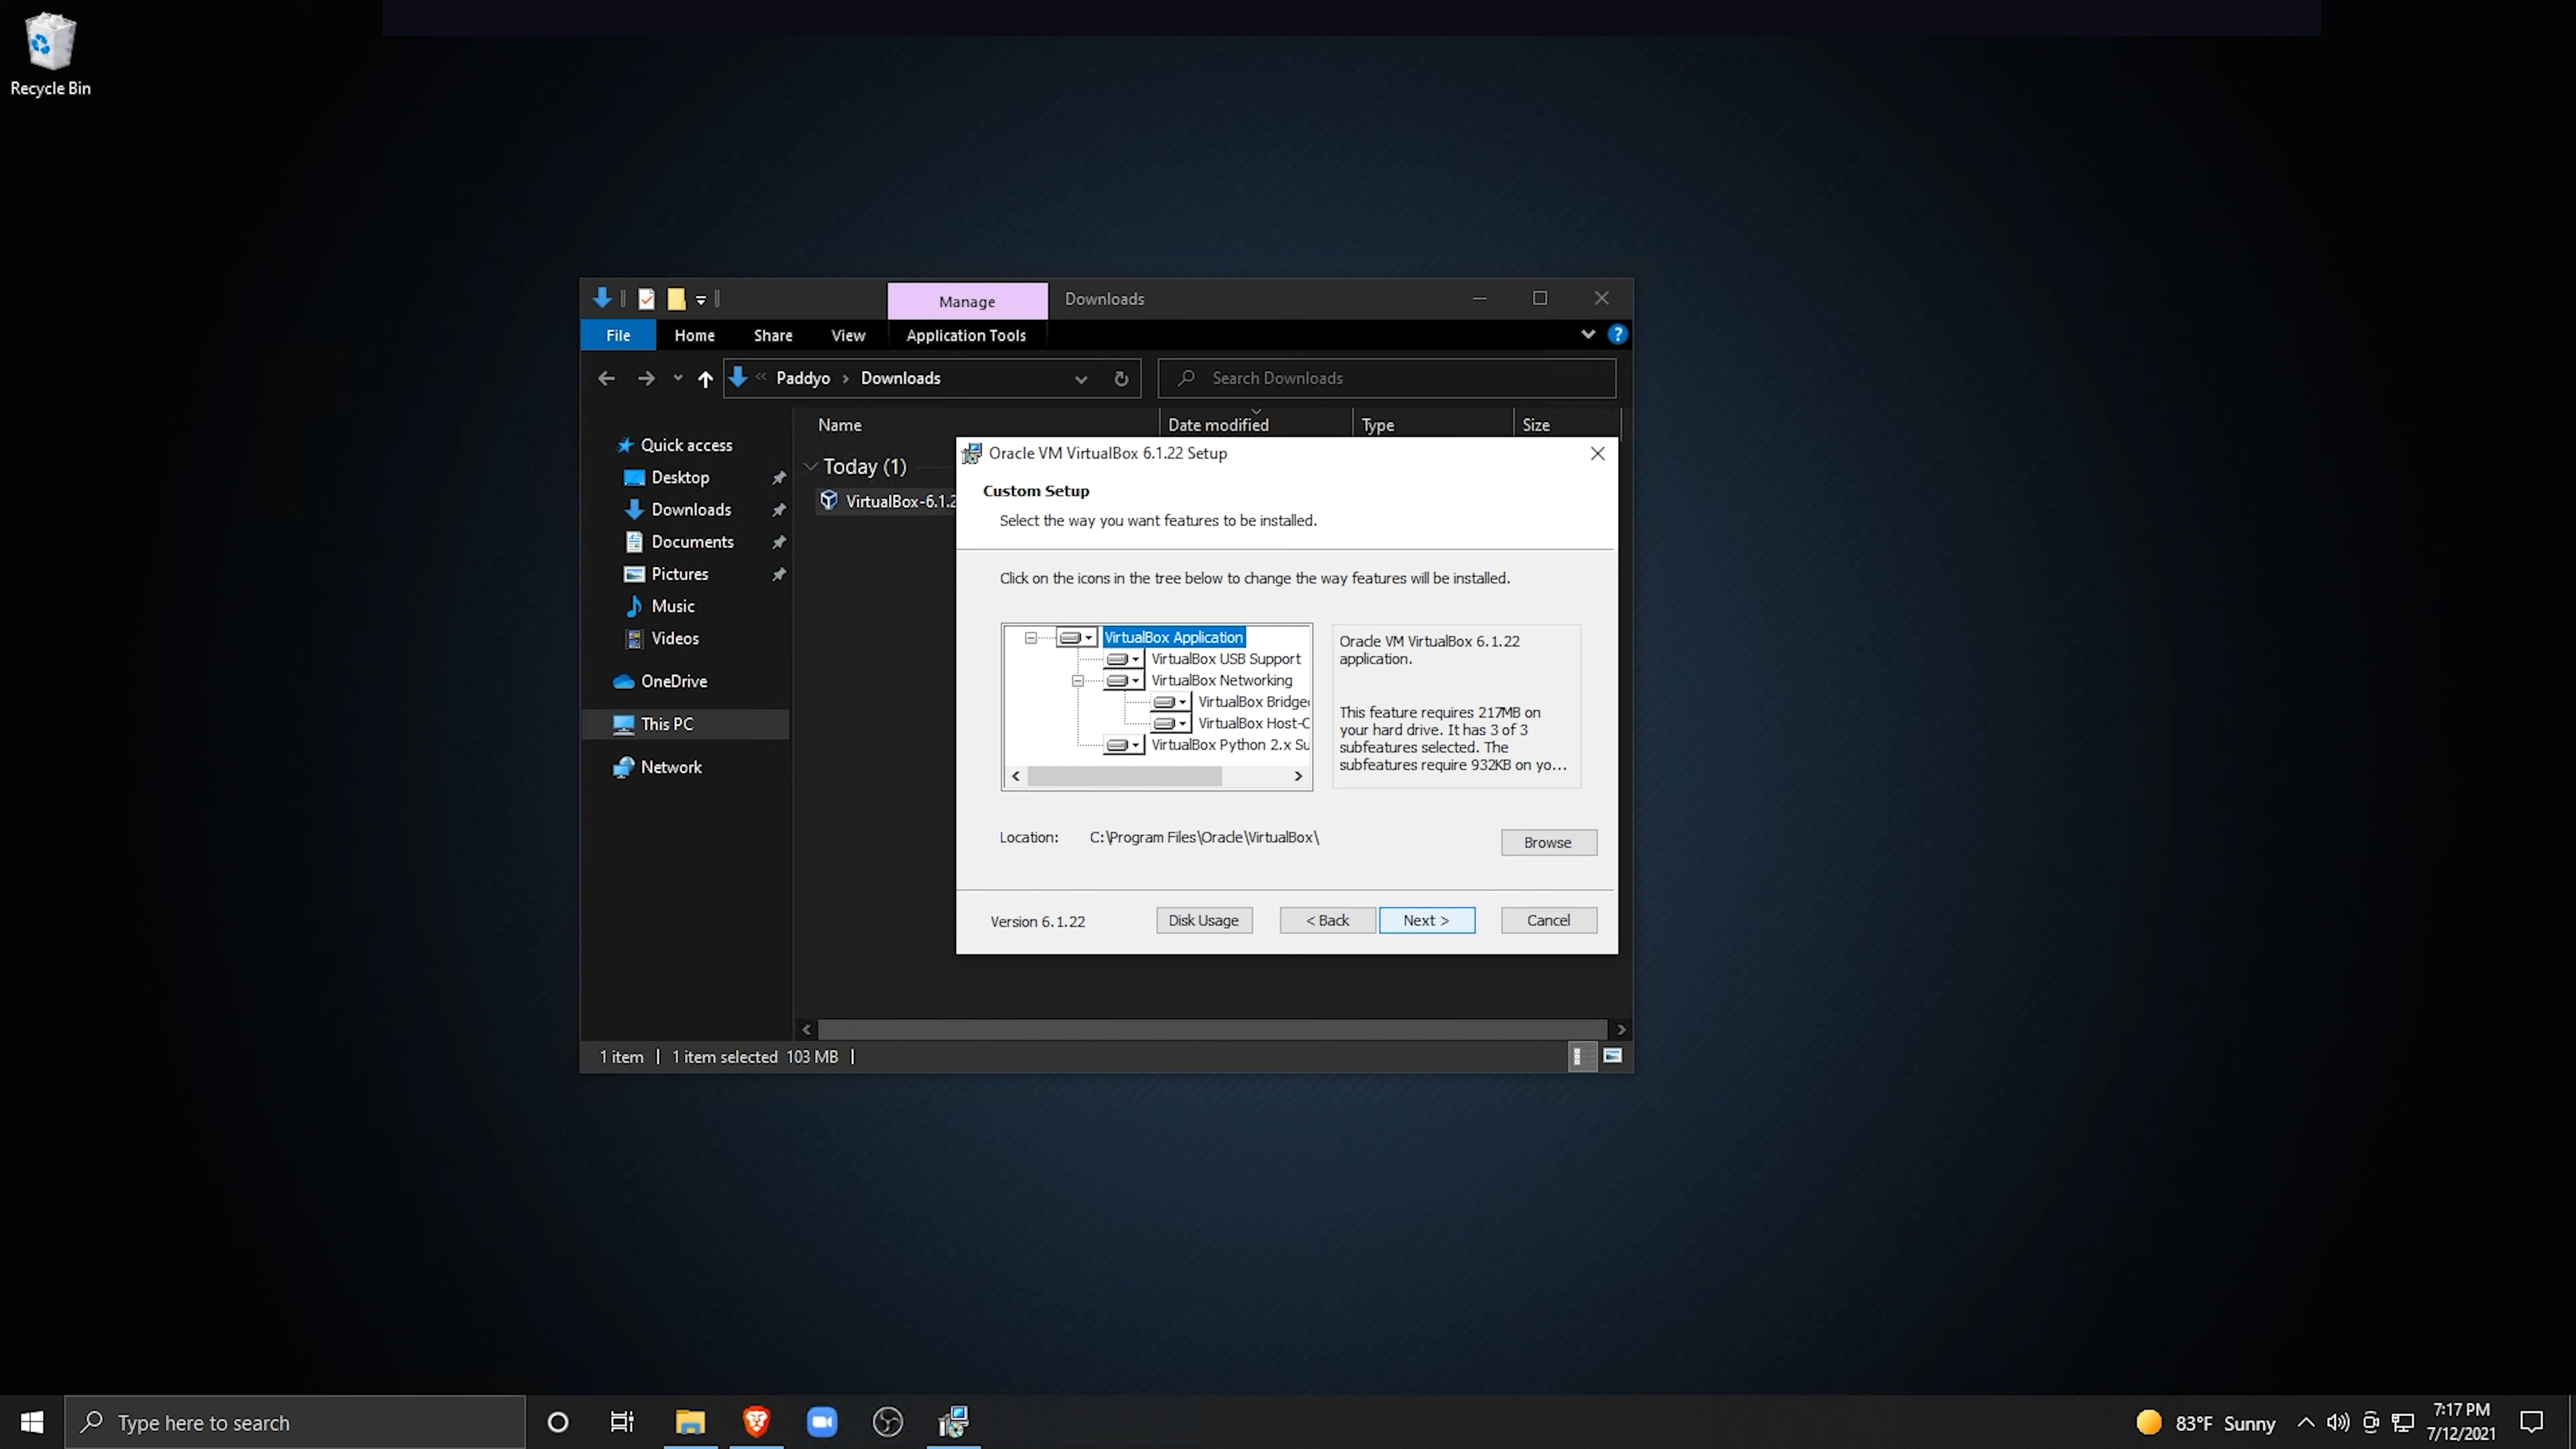 Recycle Bin
Manage
Downloads
File
Home
Share
View
Application Tools
Paddyo
Downloads
Search Downloads
Name
Date modified
Type
Size
Quick access
Desktop
Downloads
Documents
Pictures
Music
Videos
OneDrive
This PC
Network
Today (1)
VirtualBox-6.1.2
Oracle VM VirtualBox 6.1.22 Setup
Custom Setup
Select the way you want features to be installed.
Click on the icons in the tree below to change the way features will be installed.
VirtualBox Application
VirtualBox USB Support
VirtualBox Networking
VirtualBox Bridge
VirtualBox Host-C
VirtualBox Python 2.x Su
Oracle VM VirtualBox 6.1.22
application.
This feature requires 217MB on
your hard drive. It has 3 of 3
subfeatures selected. The
subfeatures require 932KB on yo...
Location: C:\Program Files\Oracle\VirtualBox\
Browse
Version 6.1.22
Disk Usage
< Back
Next >
Cancel
1 item
1 item selected 103 MB
Type here to search
83°F Sunny
7:17 PM
7/12/2021